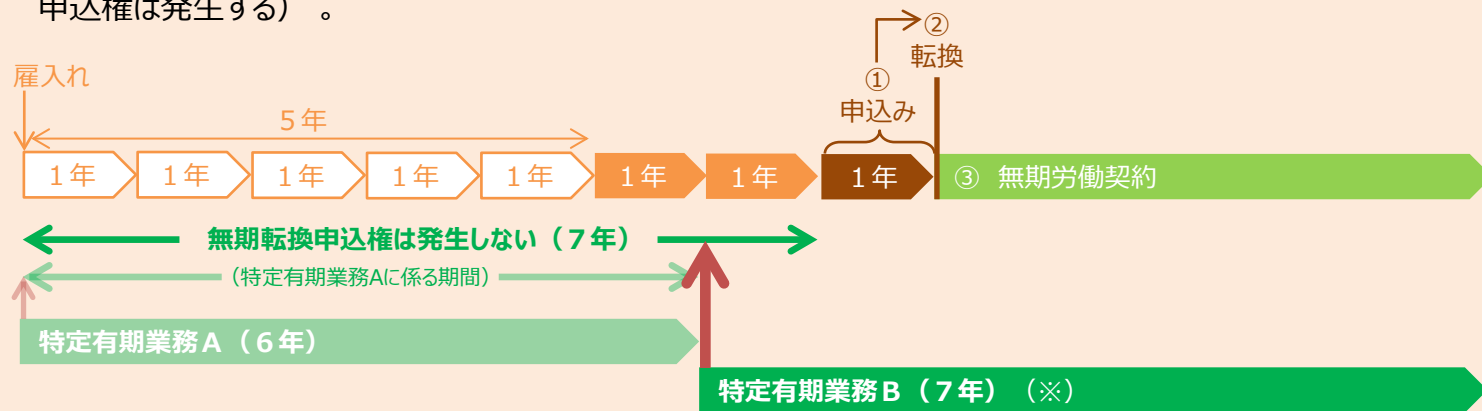 申込権は発生する） 。
②
転換
雇入れ
①
申込み
５年
１年 １年 １年 １年 １年 １年 １年 １年 ③ 無期労働契約
無期転換申込権は発生しない（７年）
（特定有期業務Aに係る期間）
特定有期業務Ａ（６年）
特定有期業務Ｂ（７年）（※）